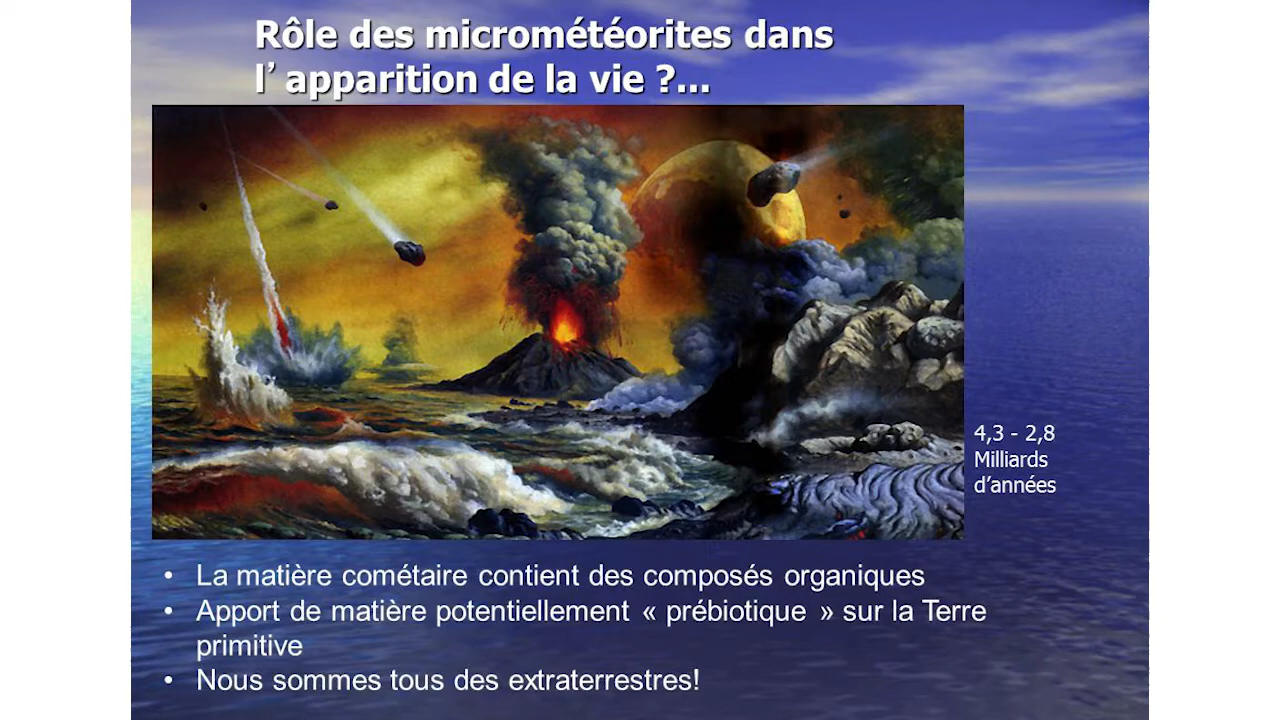 Rôle des micrométéorites dans
l’ apparition de la vie ?...
4,3 - 2,8
Milliards
d’années
• La matière cométaire contient des composés organiques
• Apport de matière potentiellement « prébiotique » sur la Terre
primitive
• Nous sommes tous des extraterrestres!